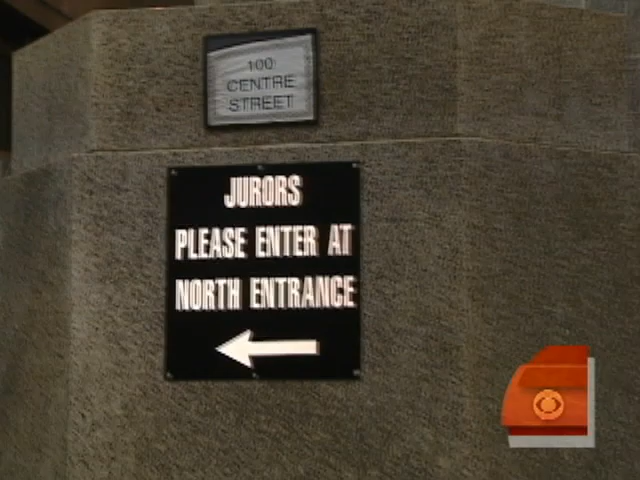 100
CENTRE
STREET
JURORS
PLEASE ENTER AT
NORTH ENTRANCE